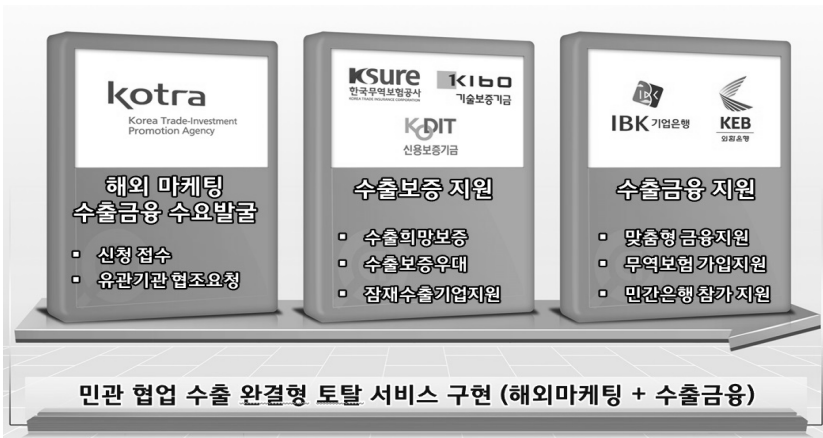 kotra
Korea Trade-Investment
Promotion Agency
해외 마케팅
수출금융 수요발굴
신청 접수
유관기관 협조요청
Ksure
한국무역보험공사
KOREA TRADE INSURANCE CORPORATION
KIBO
기술보증기금
KODIT
신용보증기금
수출보증 지원
수출희망보증
수출보증우대
잠재수출기업지원
IBK 기업은행
KEB
외환은행
수출금융 지원
맞춤형 금융지원
무역보험 가입지원
민간은행 참가 지원
민관 협업 수출 완결형 토탈 서비스 구현 (해외마케팅 + 수출금융)